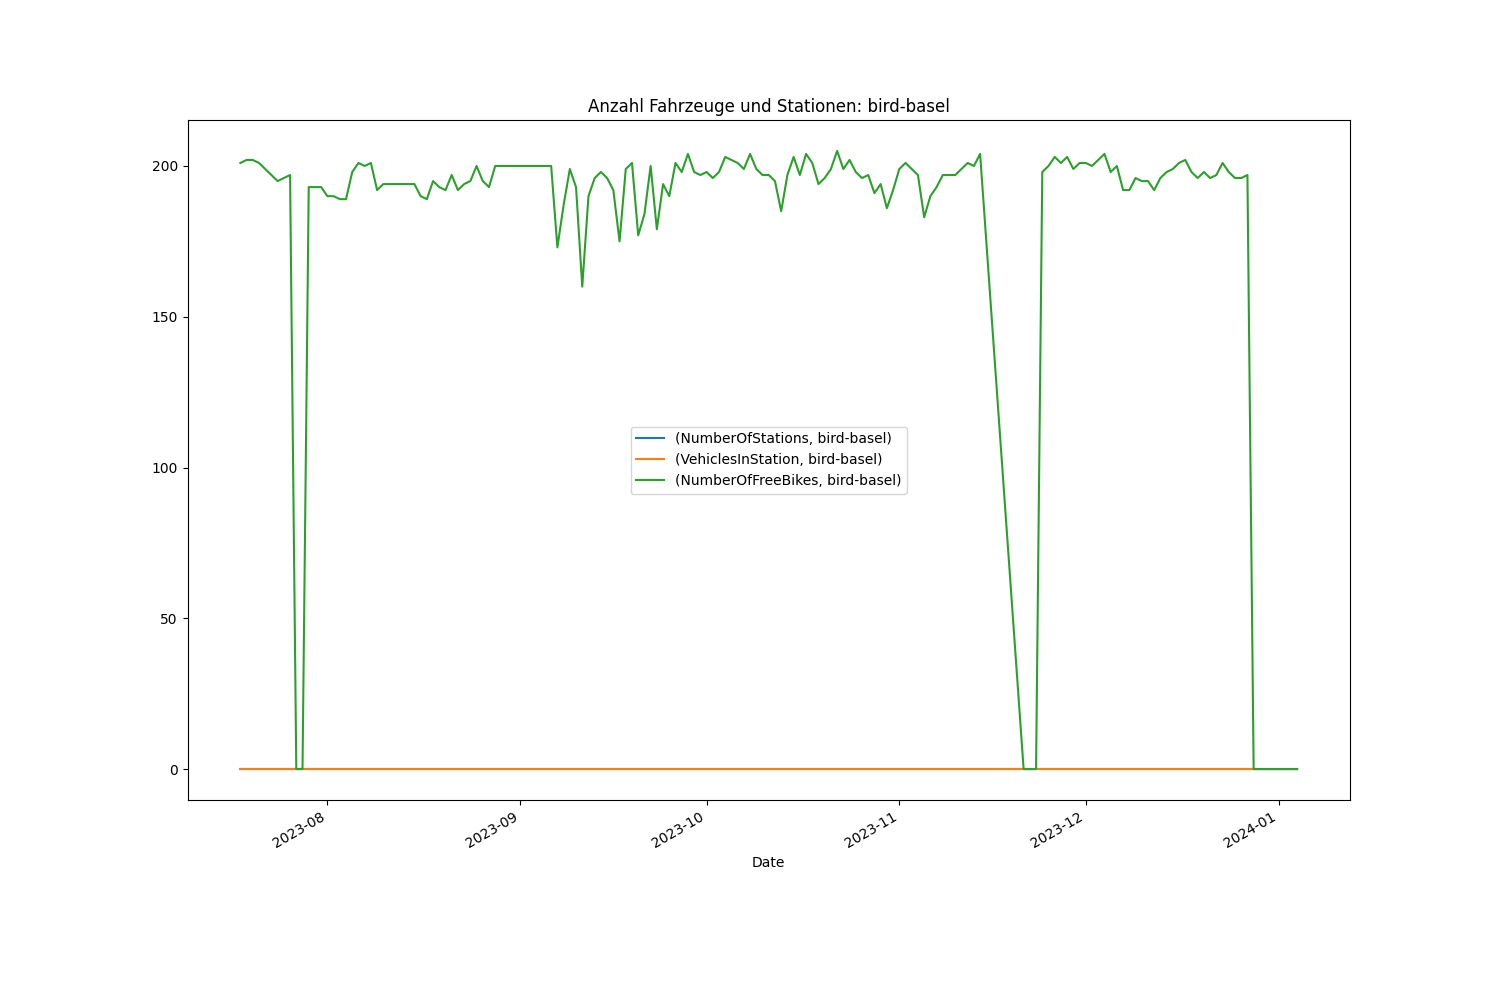 Anzahl Fahrzeuge und Stationen: bird-basel
200
150
100
50
0
(NumberOfStations, bird-basel)
(VehiclesInStation, bird-basel)
(NumberOfFreeBikes, bird-basel)
2023-08
2023-09
2023-10
2023-11
2023-12
2024-01
Date